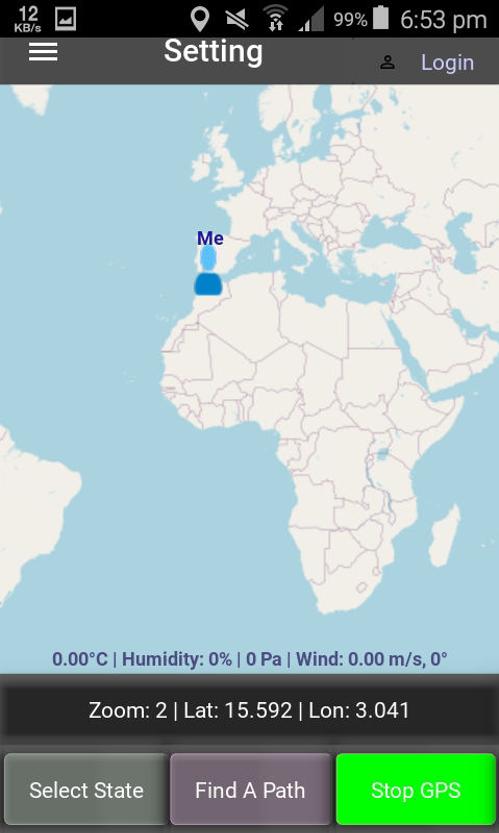 12
KB/s
99%
6:53 pm
Setting
Login
Me
0.00°C | Humidity: 0% | 0 Pa | Wind: 0.00 m/s, 0°
Zoom: 2 | Lat: 15.592 | Lon: 3.041
Select State
Find A Path
Stop GPS